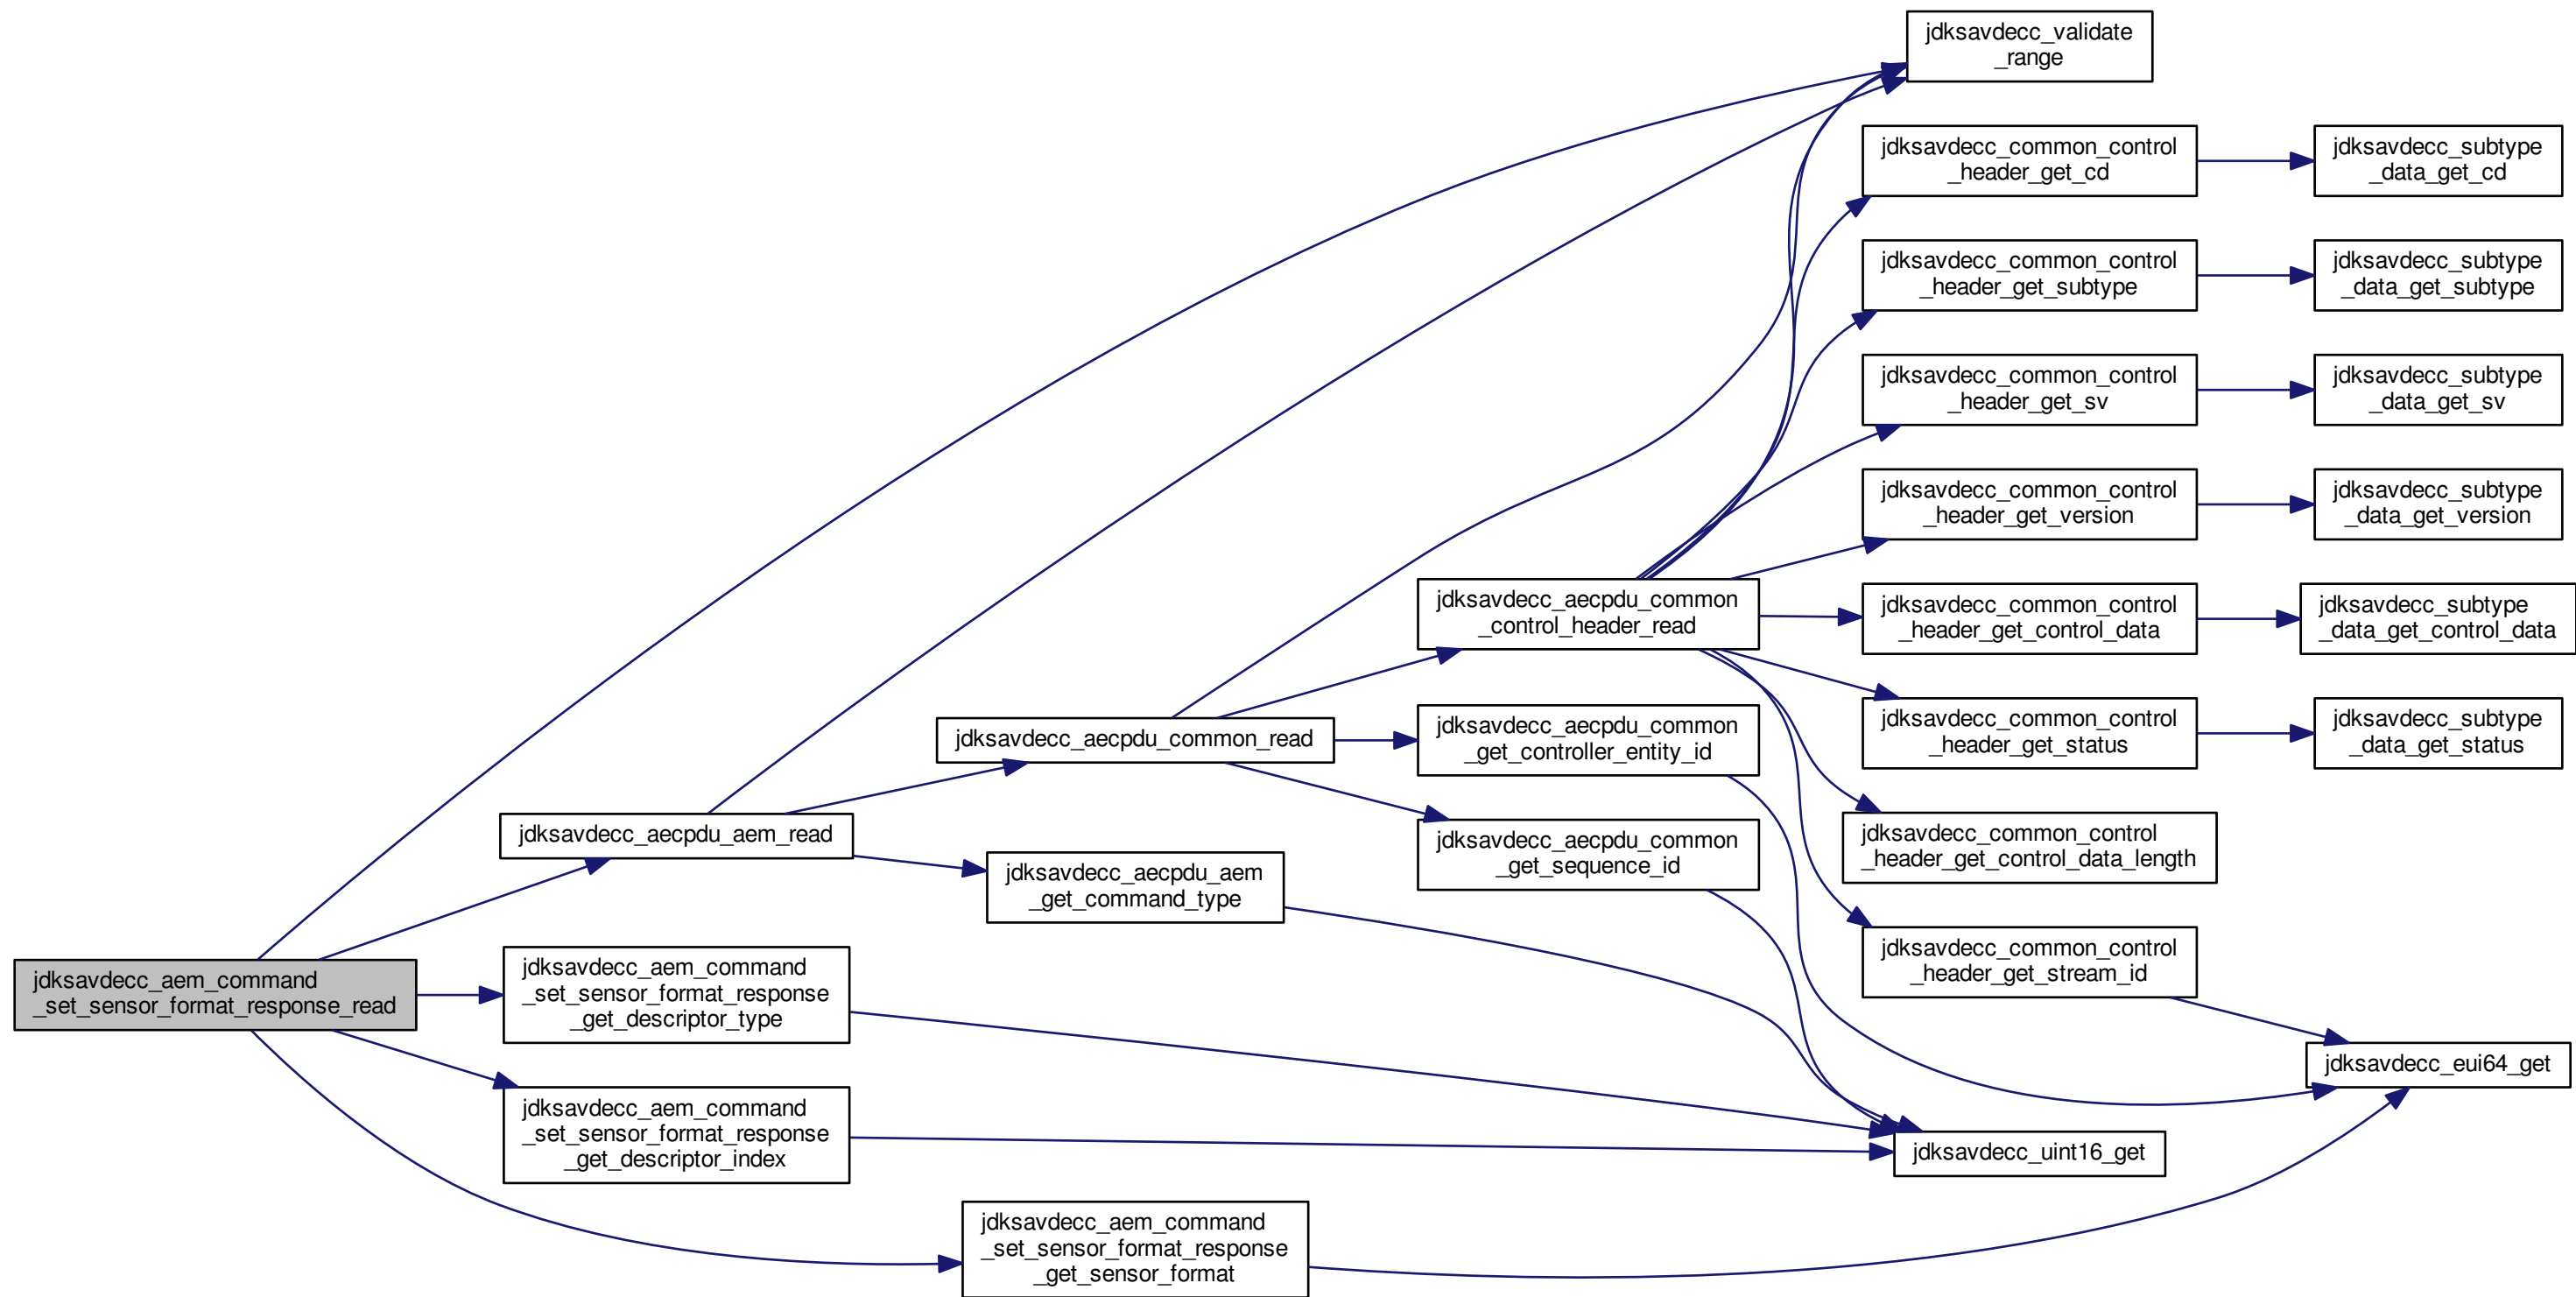 jdksavdecc_validate
_range
jdksavdecc_common_control
_header_get_cd
jdksavdecc_subtype
_data_get_cd
jdksavdecc_common_control
_header_get_subtype
jdksavdecc_subtype
_data_get_subtype
jdksavdecc_common_control
_header_get_sv
jdksavdecc_subtype
_data_get_sv
jdksavdecc_common_control
_header_get_version
jdksavdecc_subtype
_data_get_version
jdksavdecc_aecpdu_common
_control_header_read
jdksavdecc_common_control
_header_get_control_data
jdksavdecc_subtype
_data_get_control_data
jdksavdecc_aecpdu_common_read
jdksavdecc_aecpdu_common
_get_controller_entity_id
jdksavdecc_common_control
_header_get_status
jdksavdecc_subtype
_data_get_status
jdksavdecc_aecpdu_aem_read
jdksavdecc_aecpdu_aem
_get_command_type
jdksavdecc_aecpdu_common
_get_sequence_id
jdksavdecc_common_control
_header_get_control_data_length
jdksavdecc_common_control
_header_get_stream_id
jdksavdecc_aem_command
_set_sensor_format_response_read
jdksavdecc_aem_command
_set_sensor_format_response
_get_descriptor_type
jdksavdecc_eui64_get
jdksavdecc_aem_command
_set_sensor_format_response
_get_descriptor_index
jdksavdecc_uint16_get
jdksavdecc_aem_command
_set_sensor_format_response
_get_sensor_format